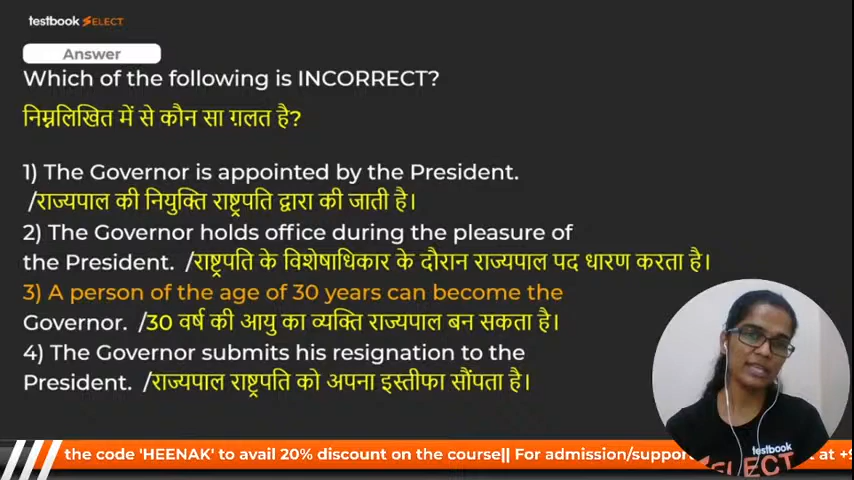 testbook SELECT
Answer
Which of the following is INCORRECT?
निम्नलिखित में से कौन सा ग़लत है?
1) The Governor is appointed by the President.
/राज्यपाल की नियुक्ति राष्ट्रपति द्वारा की जाती है।
2) The Governor holds office during the pleasure of
the President. /राष्ट्रपति के विशेषाधिकार के दौरान राज्यपाल पद धारण करता है।
3) A person of the age of 30 years can become the
Governor. /30 वर्ष की आयु का व्यक्ति राज्यपाल बन सकता है।
4) The Governor submits his resignation to the
President. /राज्यपाल राष्ट्रपति को अपना इस्तीफा सौंपता है।
testbook
SELECT
the code 'HEENAK' to avail 20% discount on the course|| For admission/suppor at +9